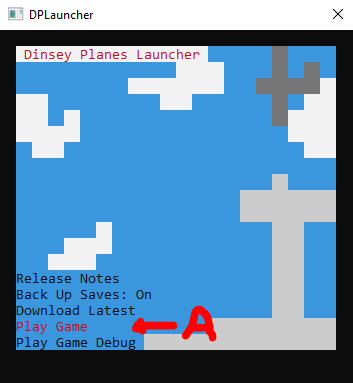 DPLauncher
Dinsey Planes Launcher
Release Notes
Back Up Saves: On
Download Latest
Play Game
A
Play Game Debug